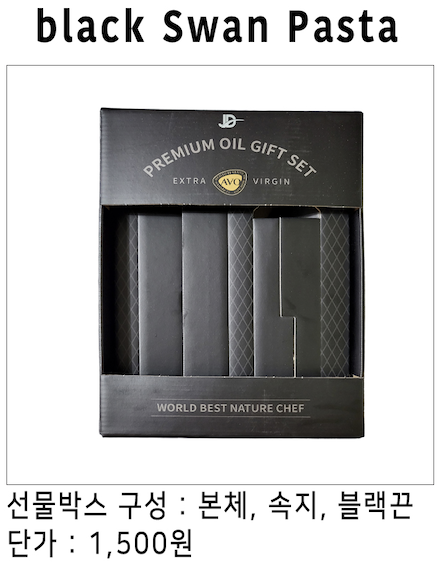 black Swan Pasta
JD
PREMIUM OIL GIFT SET
EXTRA AVO VIRGIN
WORLD BEST NATURE CHEF
선물박스 구성 : 본체, 속지, 블랙끈
단가 : 1,500원